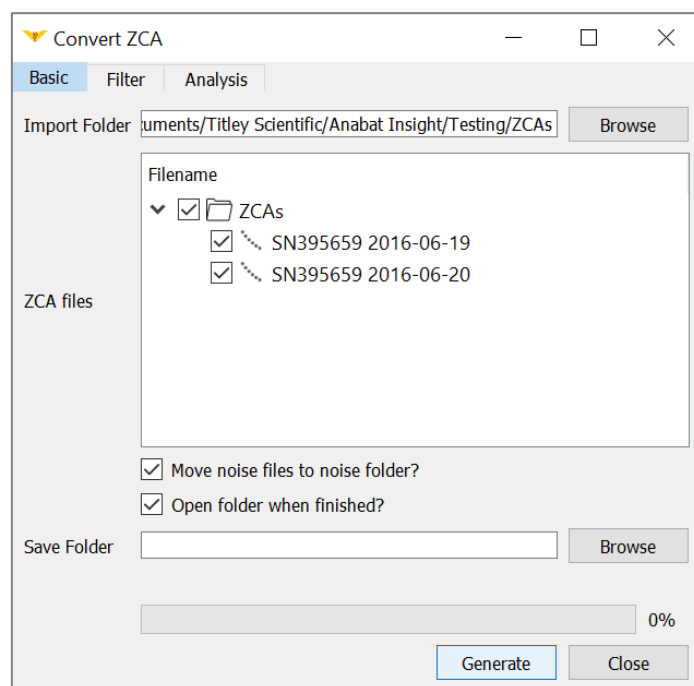 Convert ZCA
Basic Filter Analysis
Import Folder :uments/Titley Scientific/Anabat Insight/Testing/ZCAs Browse
Filename
ZCAs
SN395659 2016-06-19
SN395659 2016-06-20
ZCA files
Move noise files to noise folder?
Open folder when finished?
Save Folder Browse
0%
Generate Close